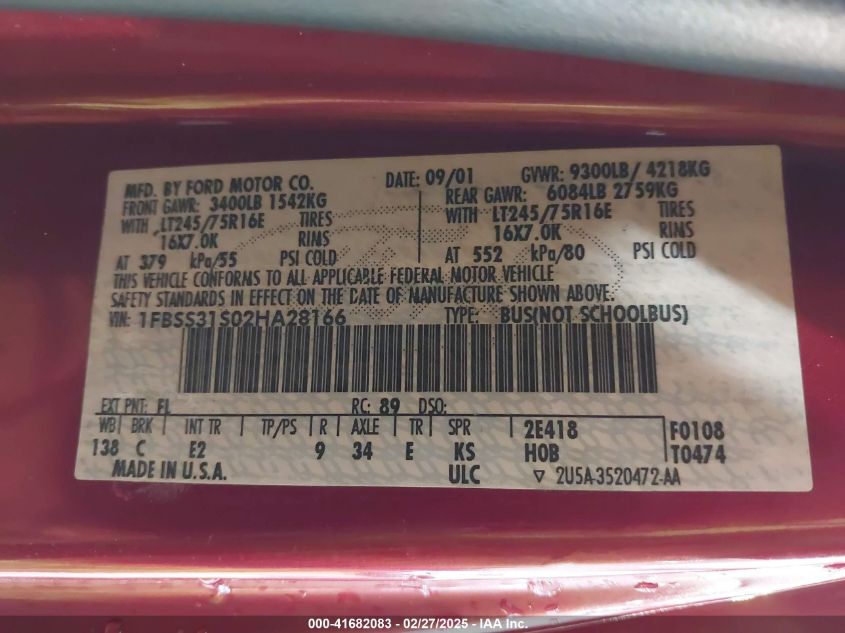 MFD. BY FORD MOTOR CO. DATE: 09/01 GVWR: 9300LB/ 4218KG
FRONT GAWR: 3400LB 1542KG REAR GAWR: 6084LB 2759KG
WITH LT245/75R16E TIRES WITH LT245/75R16E TIRES
16X7.0K RIMS 16X7.0K RIMS
AT 379 kPa/55 PSI COLD AT 552 kPa/80 PSI COLD
THIS VEHICLE CONFORMS TO ALL APPLICABLE FEDERAL MOTOR VEHICLE
SAFETY STANDARDS IN EFFECT ON THE DATE OF MANUFACTURE SHOWN ABOVE.
VIN: 1FBSS31S02HA28166 TYPE: BUS(NOT SCHOOLBUS)
EXT PNT: FL RC: 89 DSO:
WB BRK INT TR TP/PS R AXLE TR SPR 2E418 F0108
138 C E2 9 34 E KS HOB T0474
MADE IN U.S.A. ULC ▽ 2U5A-3520472-AA
000-41682083 - 02/27/2025 - IAA Inc.